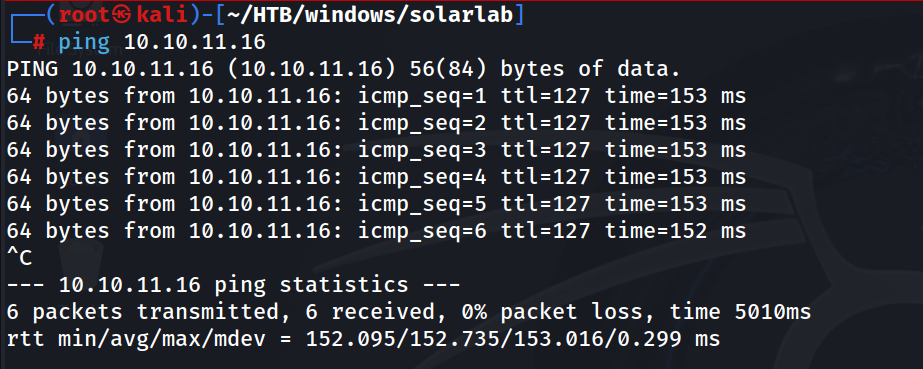 ┌──(root㉿kali)-[~/HTB/windows/solarlab]
└─# ping 10.10.11.16
PING 10.10.11.16 (10.10.11.16) 56(84) bytes of data.
64 bytes from 10.10.11.16: icmp_seq=1 ttl=127 time=153 ms
64 bytes from 10.10.11.16: icmp_seq=2 ttl=127 time=153 ms
64 bytes from 10.10.11.16: icmp_seq=3 ttl=127 time=153 ms
64 bytes from 10.10.11.16: icmp_seq=4 ttl=127 time=153 ms
64 bytes from 10.10.11.16: icmp_seq=5 ttl=127 time=153 ms
64 bytes from 10.10.11.16: icmp_seq=6 ttl=127 time=152 ms
^C
--- 10.10.11.16 ping statistics ---
6 packets transmitted, 6 received, 0% packet loss, time 5010ms
rtt min/avg/max/mdev = 152.095/152.735/153.016/0.299 ms